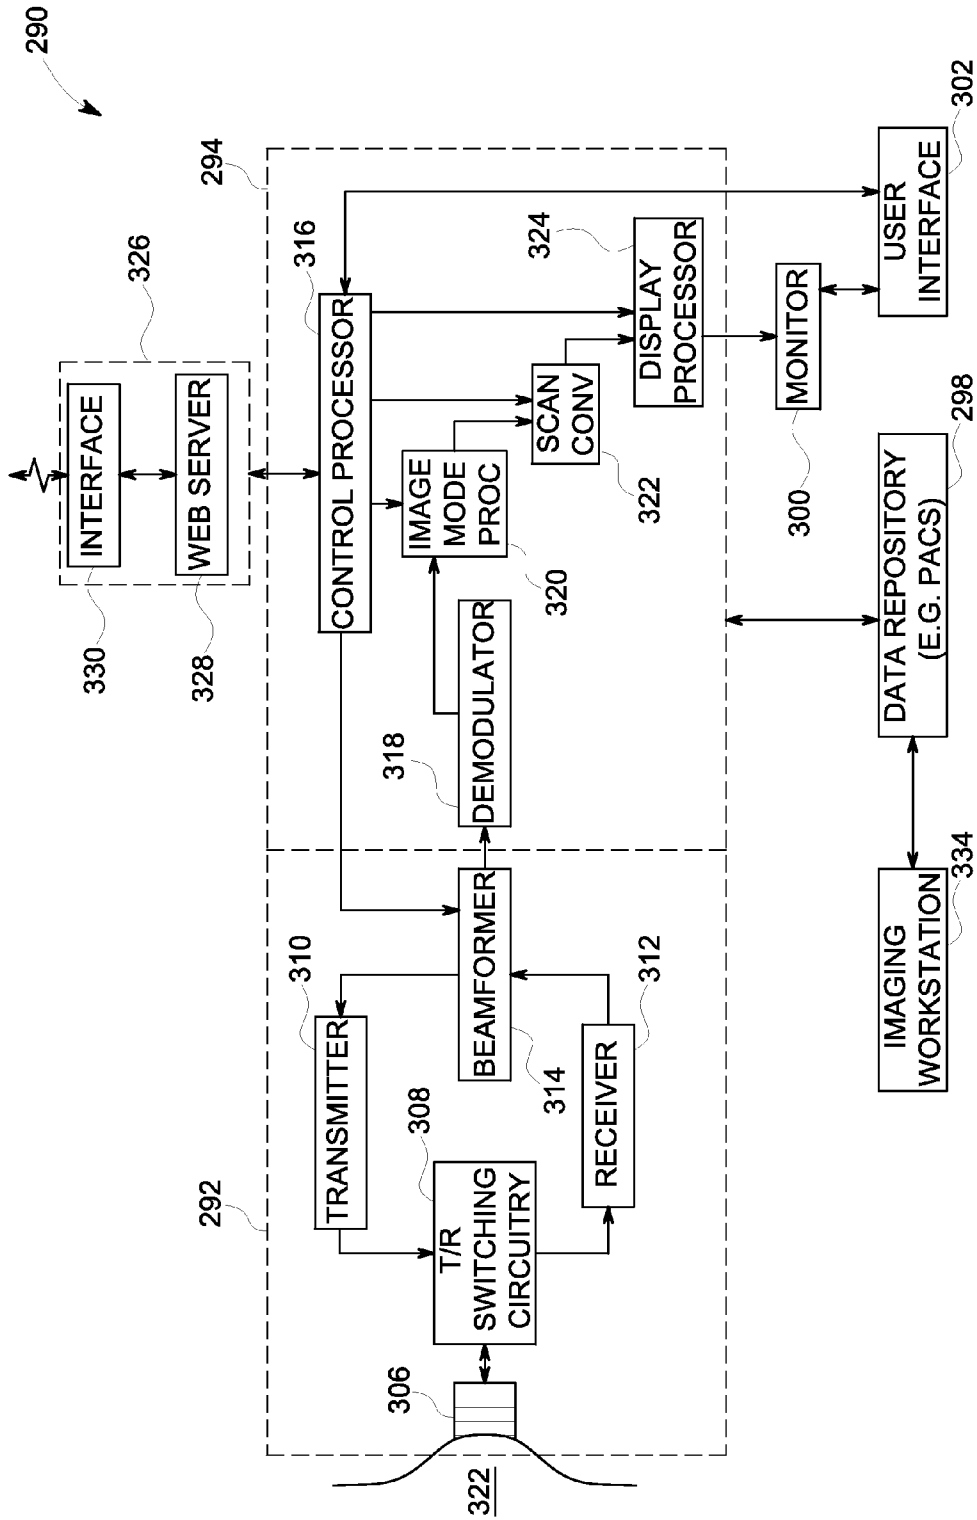 290
326
INTERFACE
WEB SERVER
330
328
294
316
CONTROL PROCESSOR
IMAGE
MODE
PROC
320
SCAN
CONV
322
324
DISPLAY
PROCESSOR
318
DEMODULATOR
292
310
TRANSMITTER
BEAMFORMER
314
308
T/R
SWITCHING
CIRCUITRY
312
RECEIVER
306
322
MONITOR
300
USER
INTERFACE
302
DATA REPOSITORY
(E.G. PACS)
298
IMAGING
WORKSTATION
334